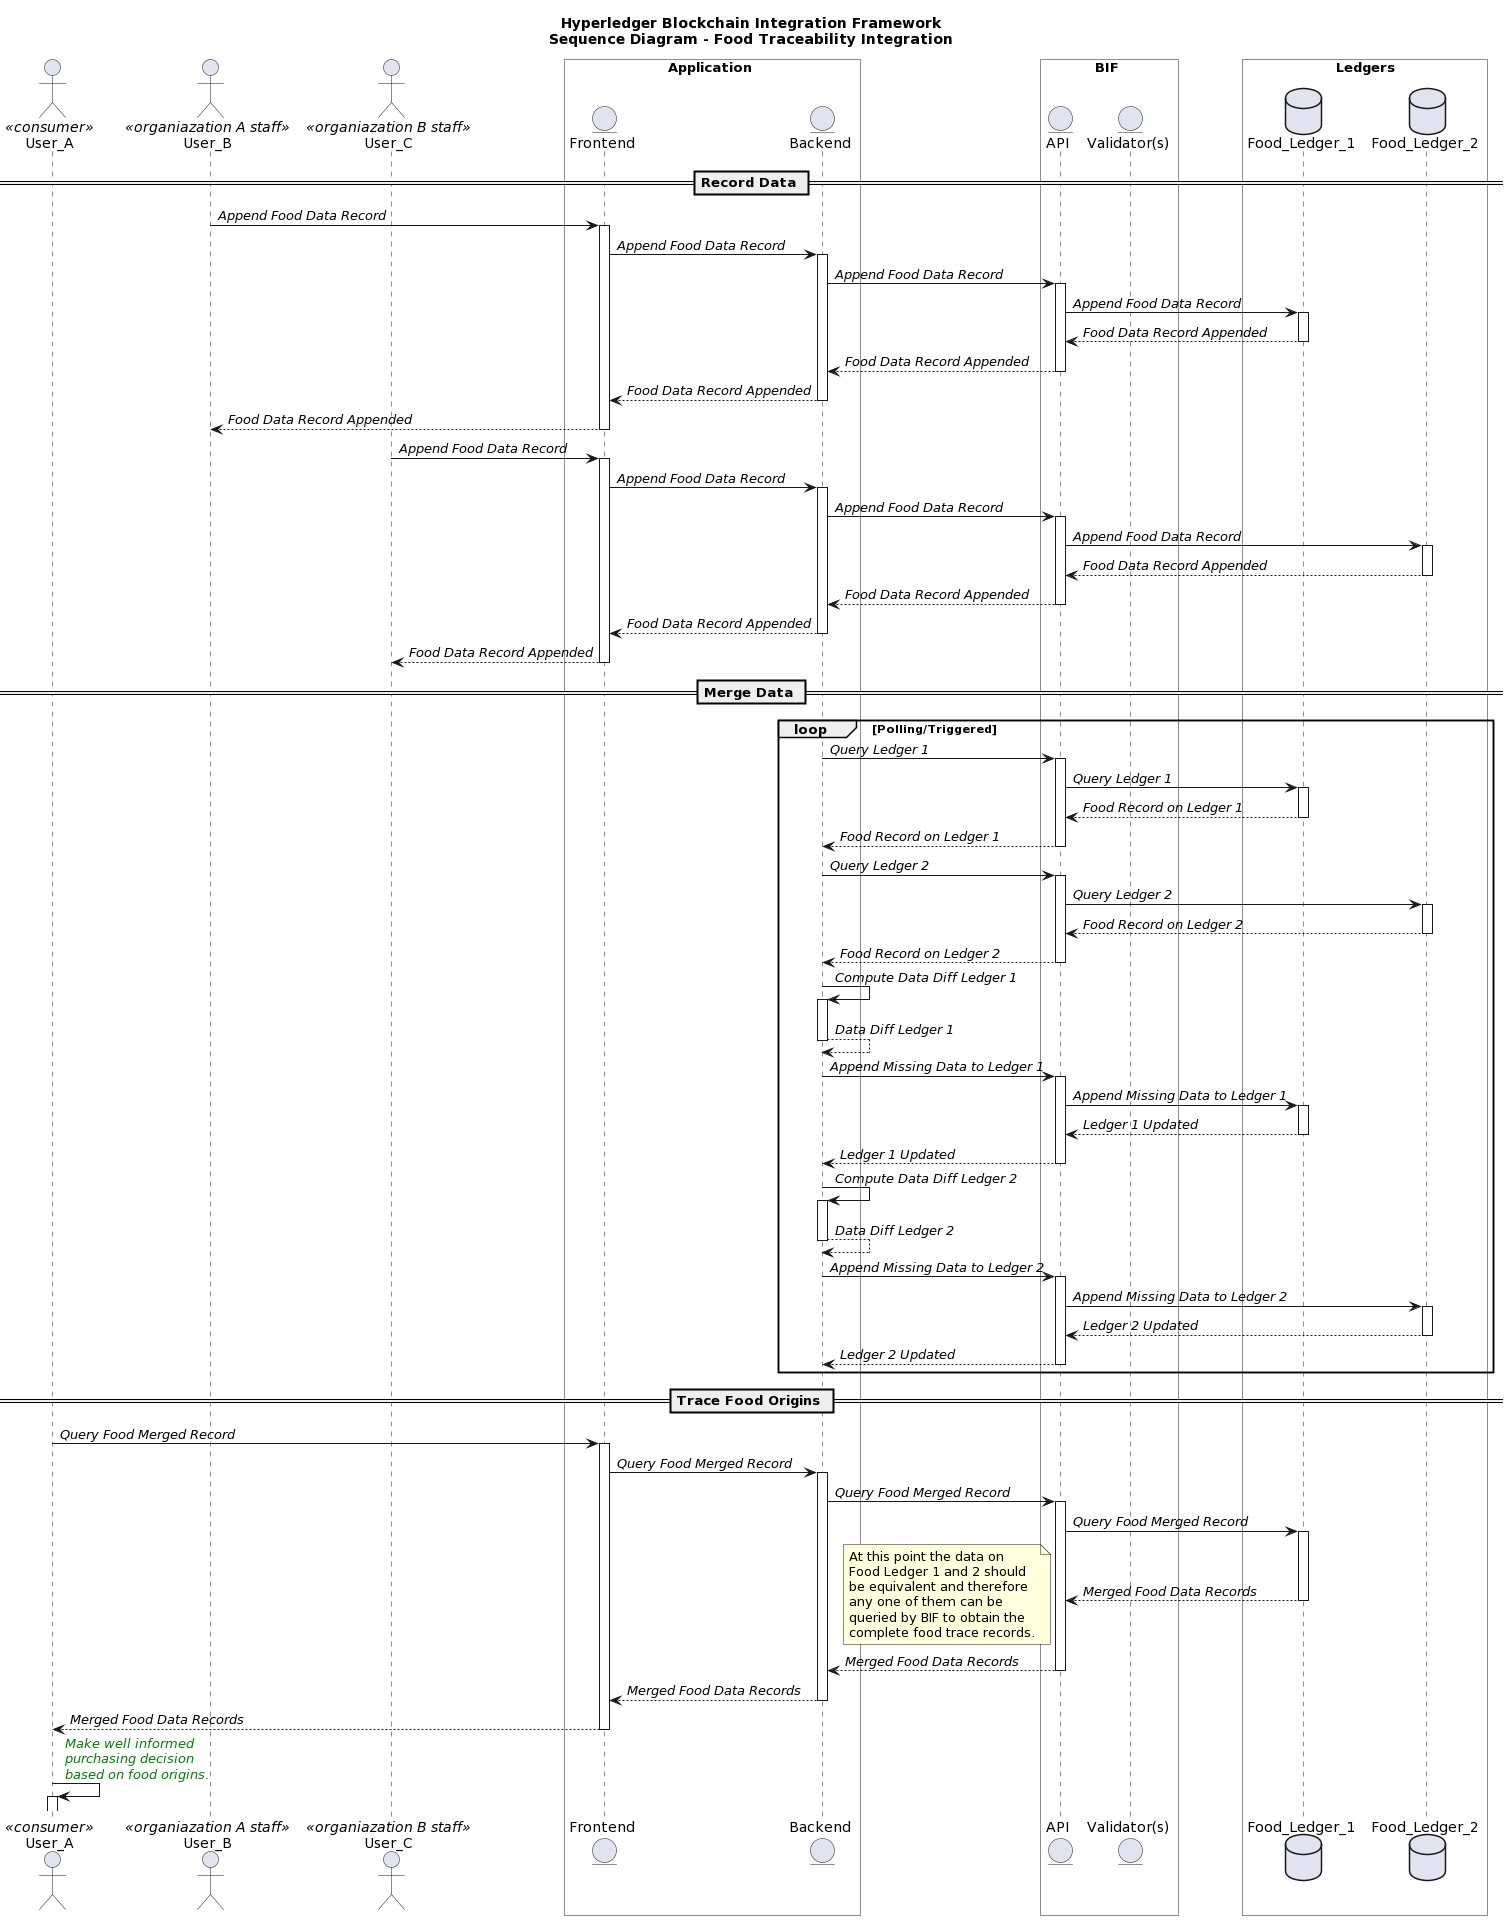 Hyperledger Blockchain Integration Framework
Sequence Diagram - Food Traceability Integration
Application
BIF
Ledgers
«consumer»
User_A
«organiazation A staff»
User_B
«organiazation B staff»
User_C
Frontend
Backend
API
Validator(s)
Food_Ledger_1
Food_Ledger_2
Record Data
Append Food Data Record
Append Food Data Record
Append Food Data Record
Append Food Data Record
Food Data Record Appended
Food Data Record Appended
Food Data Record Appended
Food Data Record Appended
Append Food Data Record
Append Food Data Record
Append Food Data Record
Append Food Data Record
Food Data Record Appended
Food Data Record Appended
Food Data Record Appended
Food Data Record Appended
Merge Data
loop [Polling/Triggered]
Query Ledger 1
Query Ledger 1
Food Record on Ledger 1
Food Record on Ledger 1
Query Ledger 2
Query Ledger 2
Food Record on Ledger 2
Food Record on Ledger 2
Compute Data Diff Ledger 1
Data Diff Ledger 1
Append Missing Data to Ledger 1
Append Missing Data to Ledger 1
Ledger 1 Updated
Ledger 1 Updated
Compute Data Diff Ledger 2
Data Diff Ledger 2
Append Missing Data to Ledger 2
Append Missing Data to Ledger 2
Ledger 2 Updated
Ledger 2 Updated
Trace Food Origins
Query Food Merged Record
Query Food Merged Record
Query Food Merged Record
Query Food Merged Record
At this point the data on
Food Ledger 1 and 2 should
be equivalent and therefore
any one of them can be
queried by BIF to obtain the
complete food trace records.
Merged Food Data Records
Merged Food Data Records
Merged Food Data Records
Merged Food Data Records
Make well informed
purchasing decision
based on food origins.
«consumer»
User_A
«organiazation A staff»
User_B
«organiazation B staff»
User_C
Frontend
Backend
API
Validator(s)
Food_Ledger_1
Food_Ledger_2